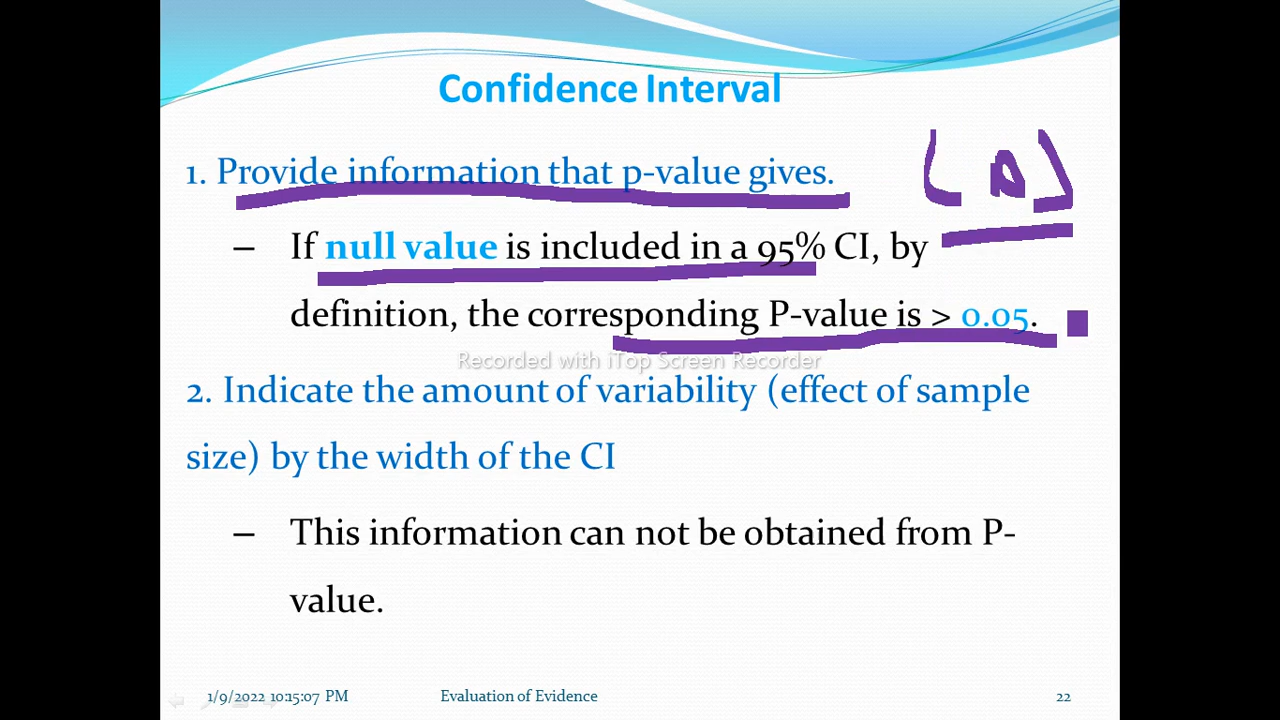 Confidence Interval
1. Provide information that p-value gives.
– If null value is included in a 95% CI, by
definition, the corresponding P-value is > 0.05.
Recorded with iTop Screen Recorder
2. Indicate the amount of variability (effect of sample
size) by the width of the CI
– This information can not be obtained from P-
value.
1/9/2022 10:15:07 PM Evaluation of Evidence 22